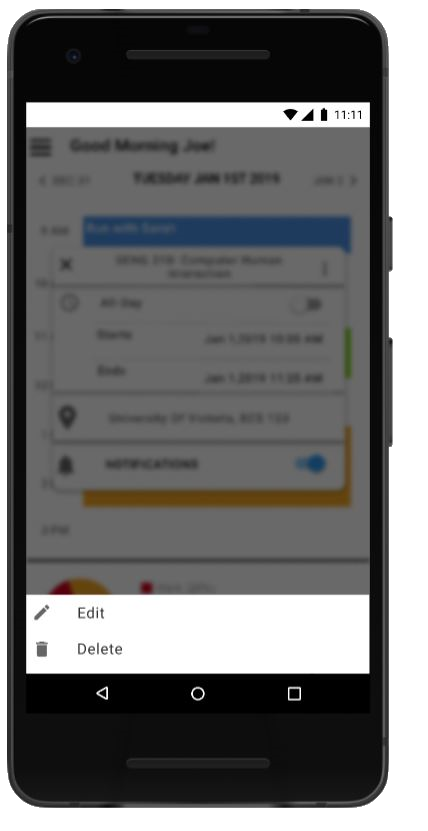 11:11
Good Morning Joe!
DEC 31 TUESDAY JAN 1ST 2019 JAN 2
9 AM Run with Sarah
SENG 310- Computer Human
Interaction
All-Day
Starts Jan 1,2019 10:05 AM
Ends Jan 1,2019 11:25 AM
University Of Victoria, ECS 123
NOTIFICATIONS
2 PM
Edit
Delete